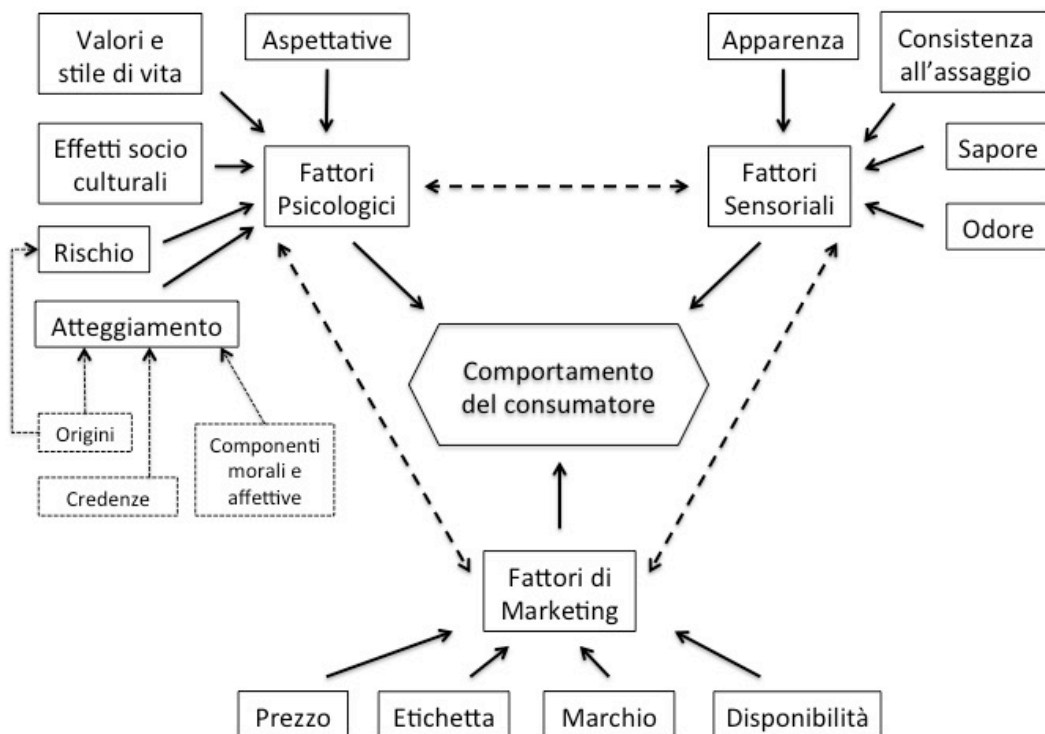 Valori e
stile di vita
Aspettative
Apparenza
Consistenza
all'assaggio
Effetti socio
culturali
Fattori
Psicologici
Fattori
Sensoriali
Sapore
Odore
Rischio
Atteggiamento
Comportamento
del consumatore
Origini
Componenti
morali e
affettive
Credenze
Fattori di
Marketing
Prezzo
Etichetta
Marchio
Disponibilità